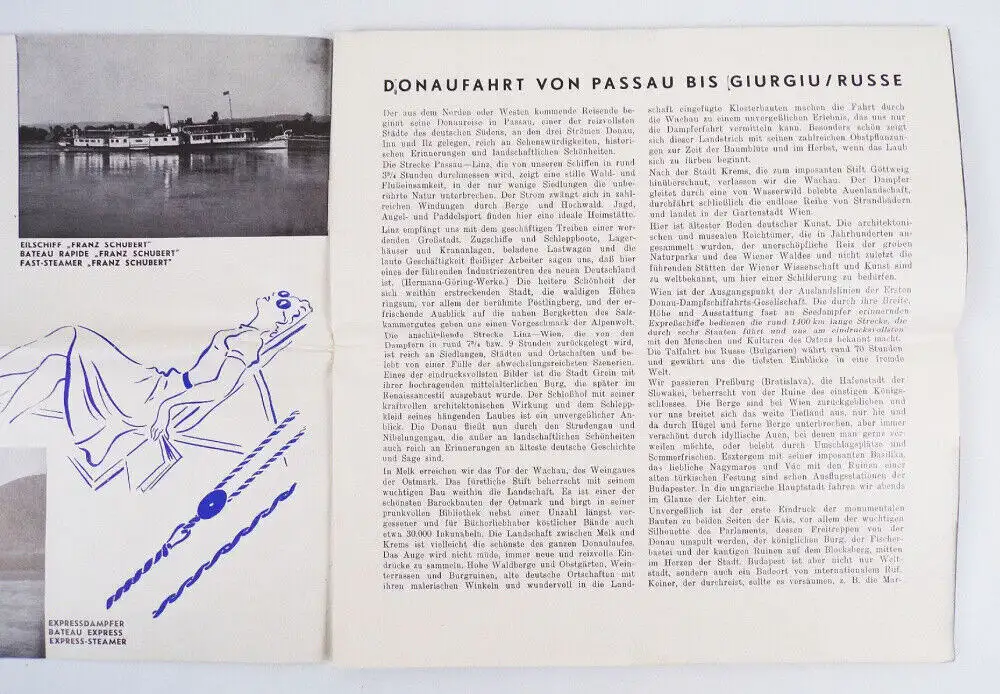 EILSCHIFF „FRANZ SCHUBERT"
BATEAU RAPIDE „FRANZ SCHUBERT"
FAST-STEAMER „FRANZ SCHUBERT"
EXPRESSDAMPFER
BATEAU EXPRESS
EXPRESS-STEAMER
DONAUFAHRT VON PASSAU BIS GIURGIU/RUSSE
Der aus dem Norden oder Westen kommende Reisende be-
ginnt seine Donaureise in Passau, einer der reizvollsten
Städte des deutschen Südens, an den drei Strömen Donau,
Inn und Ilz gelegen, reich an Sehenswürdigkeiten, histori-
schen Erinnerungen und landschaftlichen Schönheiten.
Die Strecke Passau—Linz, die von unseren Schiffen in rund
3¾ Stunden durchmessen wird, zeigt eine stille Wald- und
Flußeinsamkeit, in der nur wenige Siedlungen die unbe-
rührte Natur unterbrechen. Der Strom zwängt sich in zahl-
reichen Windungen durch Berge und Hochwald. Jagd,
Angel- und Paddelsport finden hier eine ideale Heimstätte.
Linz empfängt uns mit dem geschäftigen Treiben einer wer-
denden Großstadt. Zugschiffe und Schleppboote, Lager-
häuser und Krananlagen, beladene Lastwagen und die
laute Geschäftigkeit fleißiger Arbeiter sagen uns, daß hier
eines der führenden Industriezentren des neuen Deutschland
ist. (Hermann-Göring-Werke.) Die heitere Schönheit der
sich weithin erstreckenden Stadt, die waldigen Höhen
ringsum, vor allem der berühmte Pöstlingberg, und der er-
frischende Ausblick auf die nahen Bergketten des Salz-
kammergutes geben uns einen Vorgeschmack der Alpenwelt.
Die anschließende Strecke Linz—Wien, die von den
Dampfern in rund 7¾ bzw. 9 Stunden zurückgelegt wird,
ist reich an Siedlungen, Städten und Ortschaften und be-
lebt von einer Fülle der abwechslungsreichsten Szenerien.
Eines der eindrucksvollsten Bilder ist die Stadt Grein mit
ihrer hochragenden mittelalterlichen Burg, die später im
Renaissancestil ausgebaut wurde. Der Schloßhof mit seiner
kraftvollen architektonischen Wirkung und dem Schlepp-
kleid seines hängenden Laubes ist ein unvergeßlicher An-
blick. Die Donau fließt nun durch den Strudengau und
Nibelungengau, die außer an landschaftlichen Schönheiten
auch reich an Erinnerungen an älteste deutsche Geschichte
und Sage sind.
In Melk erreichen wir das Tor der Wachau, des Weingaues
der Ostmark. Das fürstliche Stift beherrscht mit seinem
wuchtigen Bau weithin die Landschaft. Es ist einer der
schönsten Barockbauten der Ostmark und birgt in seiner
prunkvollen Bibliothek nebst einer Unzahl längst ver-
gessener und für Bücherliebhaber köstlicher Bände auch
etwa 30.000 Inkunabeln. Die Landschaft zwischen Melk und
Krems ist vielleicht die schönste des ganzen Donaulaufes.
Das Auge wird nicht müde, immer neue und reizvolle Ein-
drücke zu sammeln. Hohe Waldberge und Obstgärten, Wein-
terrassen und Burgruinen, alte deutsche Ortschaften mit
ihren malerischen Winkeln und wundervoll in die Land-
schaft eingefügte Klosterbauten machen die Fahrt durch
die Wachau zu einem unvergeßlichen Erlebnis, das uns nur
die Dampferfahrt vermitteln kann. Besonders schön zeigt
sich dieser Landstrich mit seinen zahlreichen Obstpflanzun-
gen zur Zeit der Baumblüte und im Herbst, wenn das Laub
sich zu färben beginnt.
Nach der Stadt Krems, die zum imposanten Stift Göttweig
hinüberschaut, verlassen wir die Wachau. Der Dampfer
gleitet durch eine von Wasserwild belebte Auenlandschaft,
durchfährt schließlich die endlose Reihe von Strandbädern
und landet in der Gartenstadt Wien.
Hier ist ältester Boden deutscher Kunst. Die architektoni-
schen und musealen Reichtümer, die in Jahrhunderten an-
gesammelt wurden, der unerschöpfliche Reiz der großen
Naturparks und des Wiener Waldes und nicht zuletzt die
führenden Stätten der Wiener Wissenschaft und Kunst sind
zu weltbekannt, um hier einer Schilderung zu bedürfen.
Wien ist der Ausgangspunkt der Auslandslinien der Ersten
Donau-Dampfschiffahrts-Gesellschaft. Die durch ihre Breite,
Höhe und Ausstattung fast an Seedampfer erinnernden
Expreßschiffe bedienen die rund 1400 km lange Strecke, die
durch sechs Staaten führt und uns am eindrucksvollsten
mit den Menschen und Kulturen des Ostens bekannt macht.
Die Talfahrt bis Russe (Bulgarien) währt rund 70 Stunden
und gewährt uns die tiefsten Einblicke in eine fremde
Welt.
Wir passieren Preßburg (Bratislava), die Hafenstadt der
Slowakei, beherrscht von der Ruine des einstigen Königs-
schlosses. Die Berge sind bei Wien zurückgeblieben und
vor uns breitet sich das weite Tiefland aus, nur hie und
da durch Hügel und ferne Berge unterbrochen, aber immer
verschönt durch idyllische Auen, bei denen man gerne ver-
weilen möchte, oder belebt durch Umschlagsplätze und
Sommerfrischen. Esztergom mit seiner imposanten Basilika,
das liebliche Nagymaros und Vác mit den Ruinen einer
alten türkischen Festung sind schon Ausflugsstationen der
Budapester. In die ungarische Hauptstadt fahren wir abends
im Glanze der Lichter ein.
Unvergeßlich ist der erste Eindruck der monumentalen
Bauten zu beiden Seiten der Kais, vor allem der wuchtigen
Silhouette des Parlaments, dessen Freitreppen von der
Donau umspült werden, der königlichen Burg, der Fischer-
bastei und der kantigen Ruinen auf dem Blocksberg, mitten
im Herzen der Stadt. Budapest ist aber nicht nur Welt-
stadt, sondern auch ein Badeort von internationalem Ruf.
Keiner, der durchreist, sollte es versäumen, z. B. die Mar-